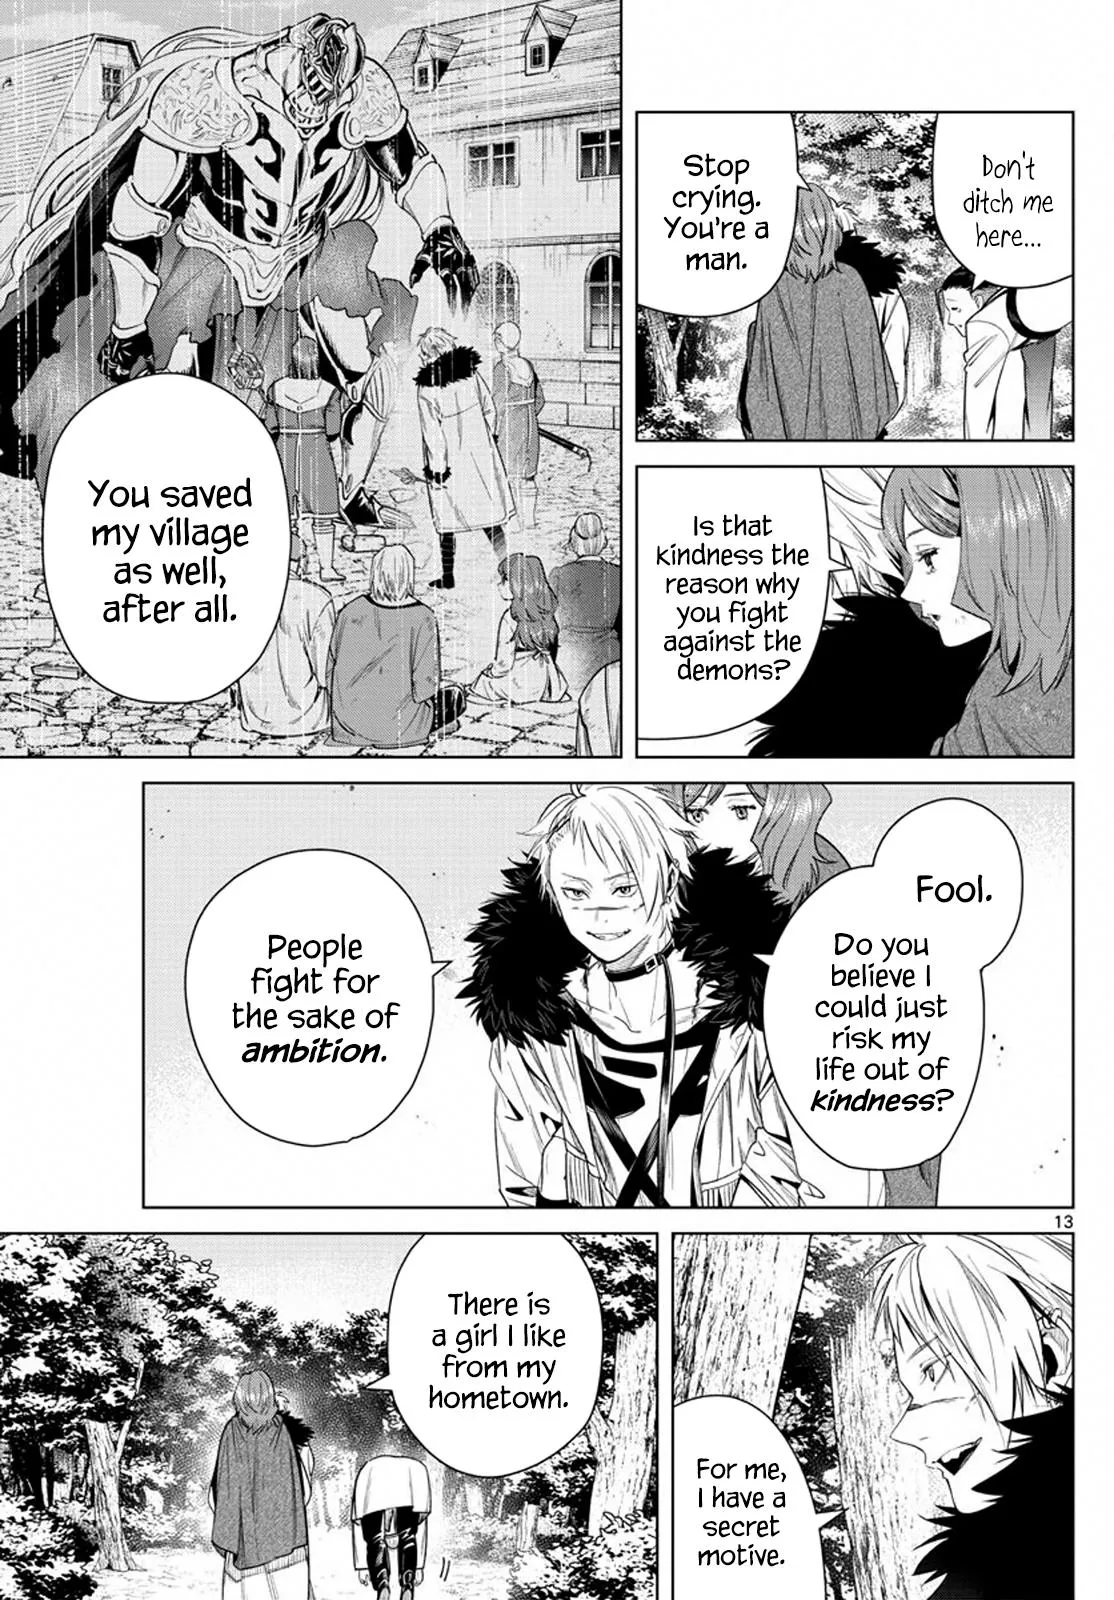 Don't
ditch me
here...
Stop
crying.
You're a
man.
Is that
kindness the
reason why
you fight
against the
demons?
You saved
my village
as well,
after all.
Fool.
Do you
believe I
could just
risk my
life out of
kindness?
People
fight for
the sake of
ambition.
13
For me,
I have a
secret
motive.
There is
a girl I like
from my
hometown.